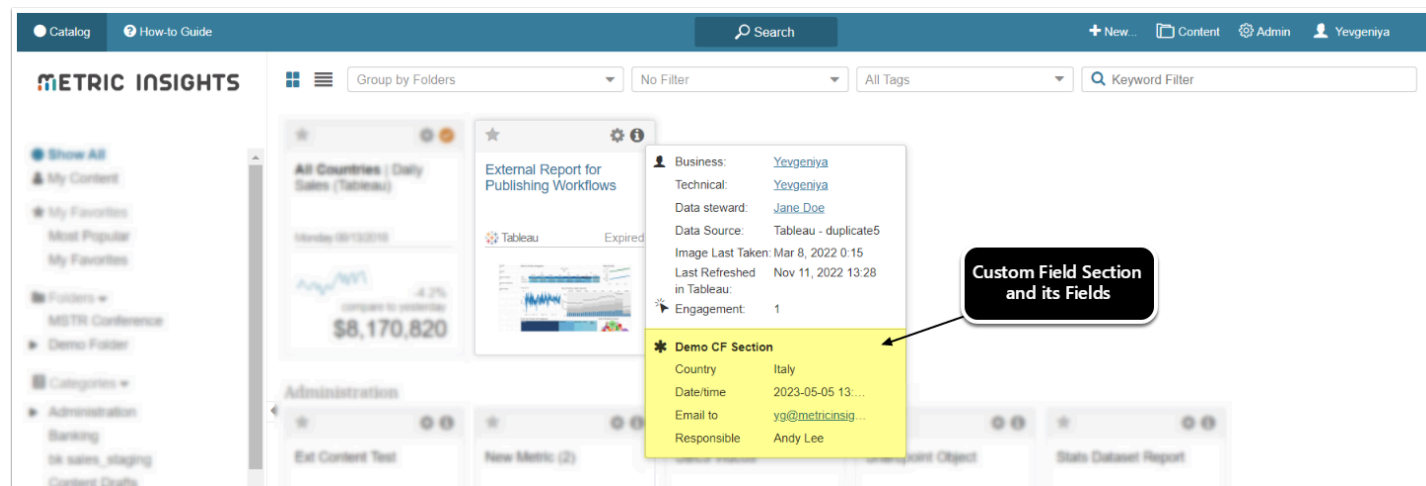 Catalog How-to Guide Search New... Content Admin Yevgeniya
METRIC INSIGHTS Group by Folders No Filter All Tags Keyword Filter
Show All
My Content
My Favorites
Most Popular
My Favorites
Folders
MSTR Conference
Demo Folder
Categories
Administration
Banking
bk sales_staging
Content Drafts
All Countries | Daily
Sales (Tableau)
Monday 08/13/2018
-4.2%
compare to yesterday
$8,170,820
External Report for
Publishing Workflows
Tableau Expired
Business: Yevgeniya
Technical: Yevgeniya
Data steward: Jane Doe
Data Source: Tableau - duplicate5
Image Last Taken: Mar 8, 2022 0:15
Last Refreshed Nov 11, 2022 13:28
in Tableau:
Engagement: 1
Demo CF Section
Country Italy
Date/time 2023-05-05 13:...
Email to yg@metricinsig...
Responsible Andy Lee
Custom Field Section
and its Fields
Administration
Ext Content Test
New Metric (2)
Sharepoint Object
Stats Dataset Report